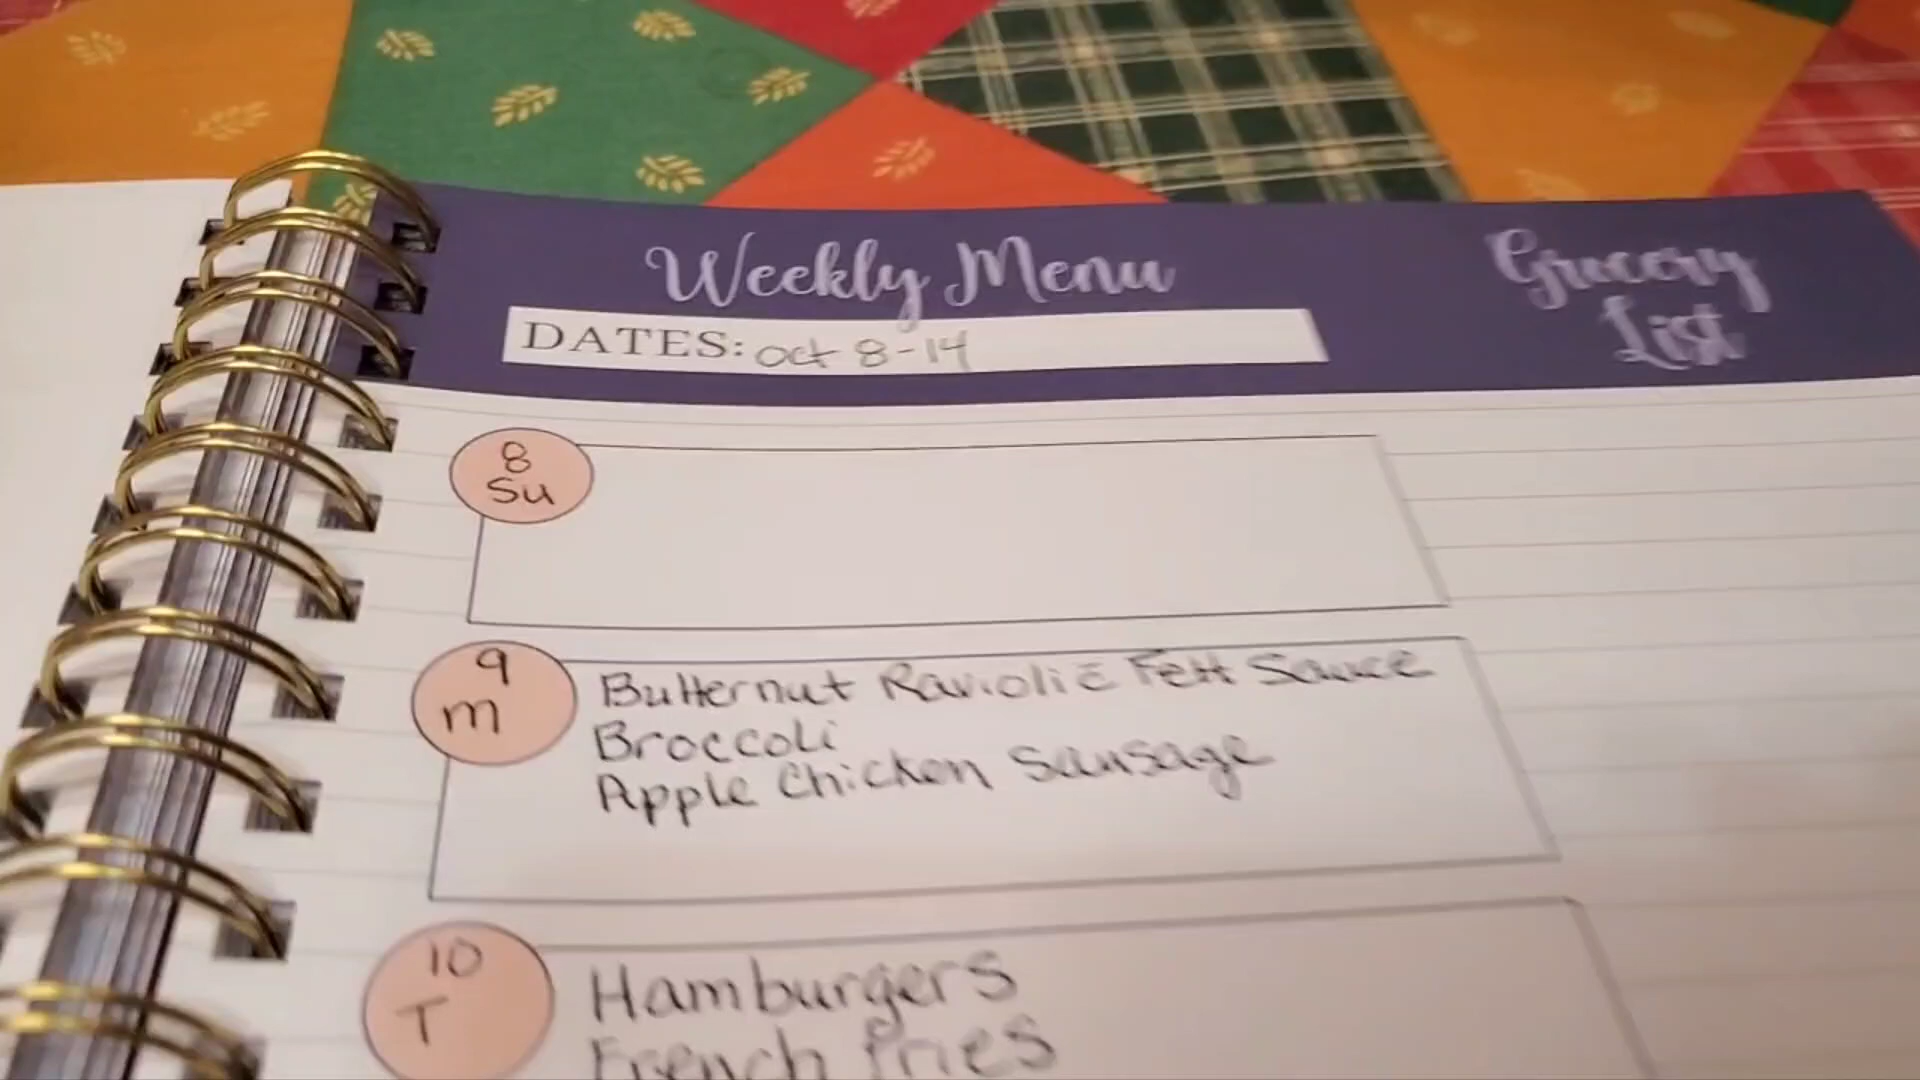 Weekly Menu
Grocery
List
DATES: Oct 8-14
8
Su
9
M
Butternut Ravioli c̄ Fett Sauce
Broccoli
Apple Chicken Sausage
10
T
Hamburgers
French Fries